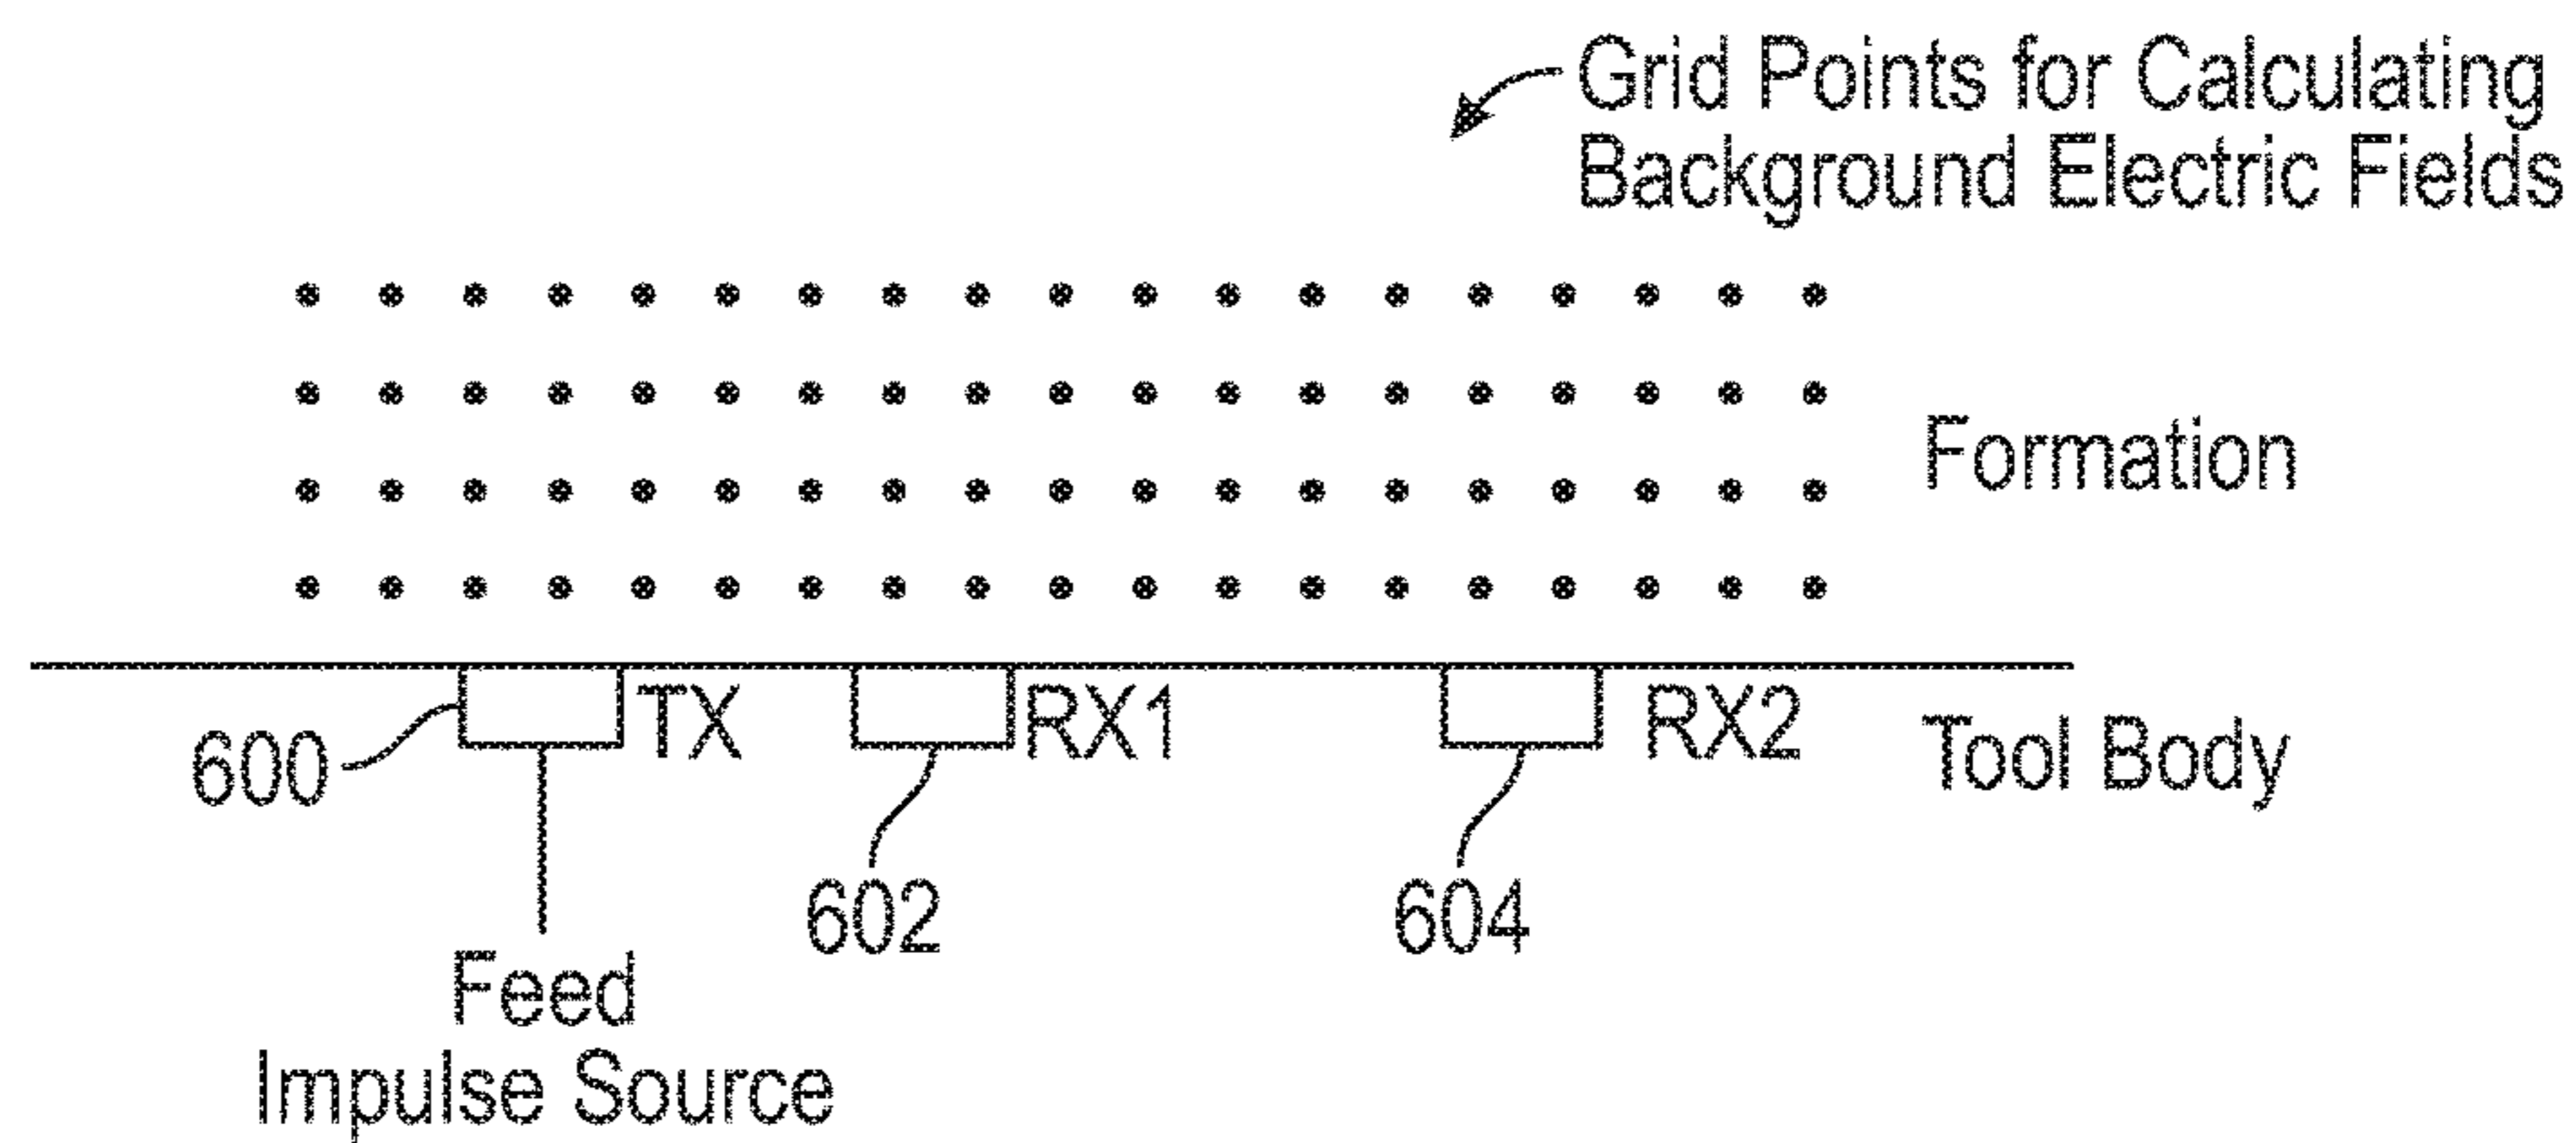 Grid Points for Calculating
Background Electric Fields
Formation
TX
RX1
RX2
Tool Body
600
602
604
Feed
Impulse Source